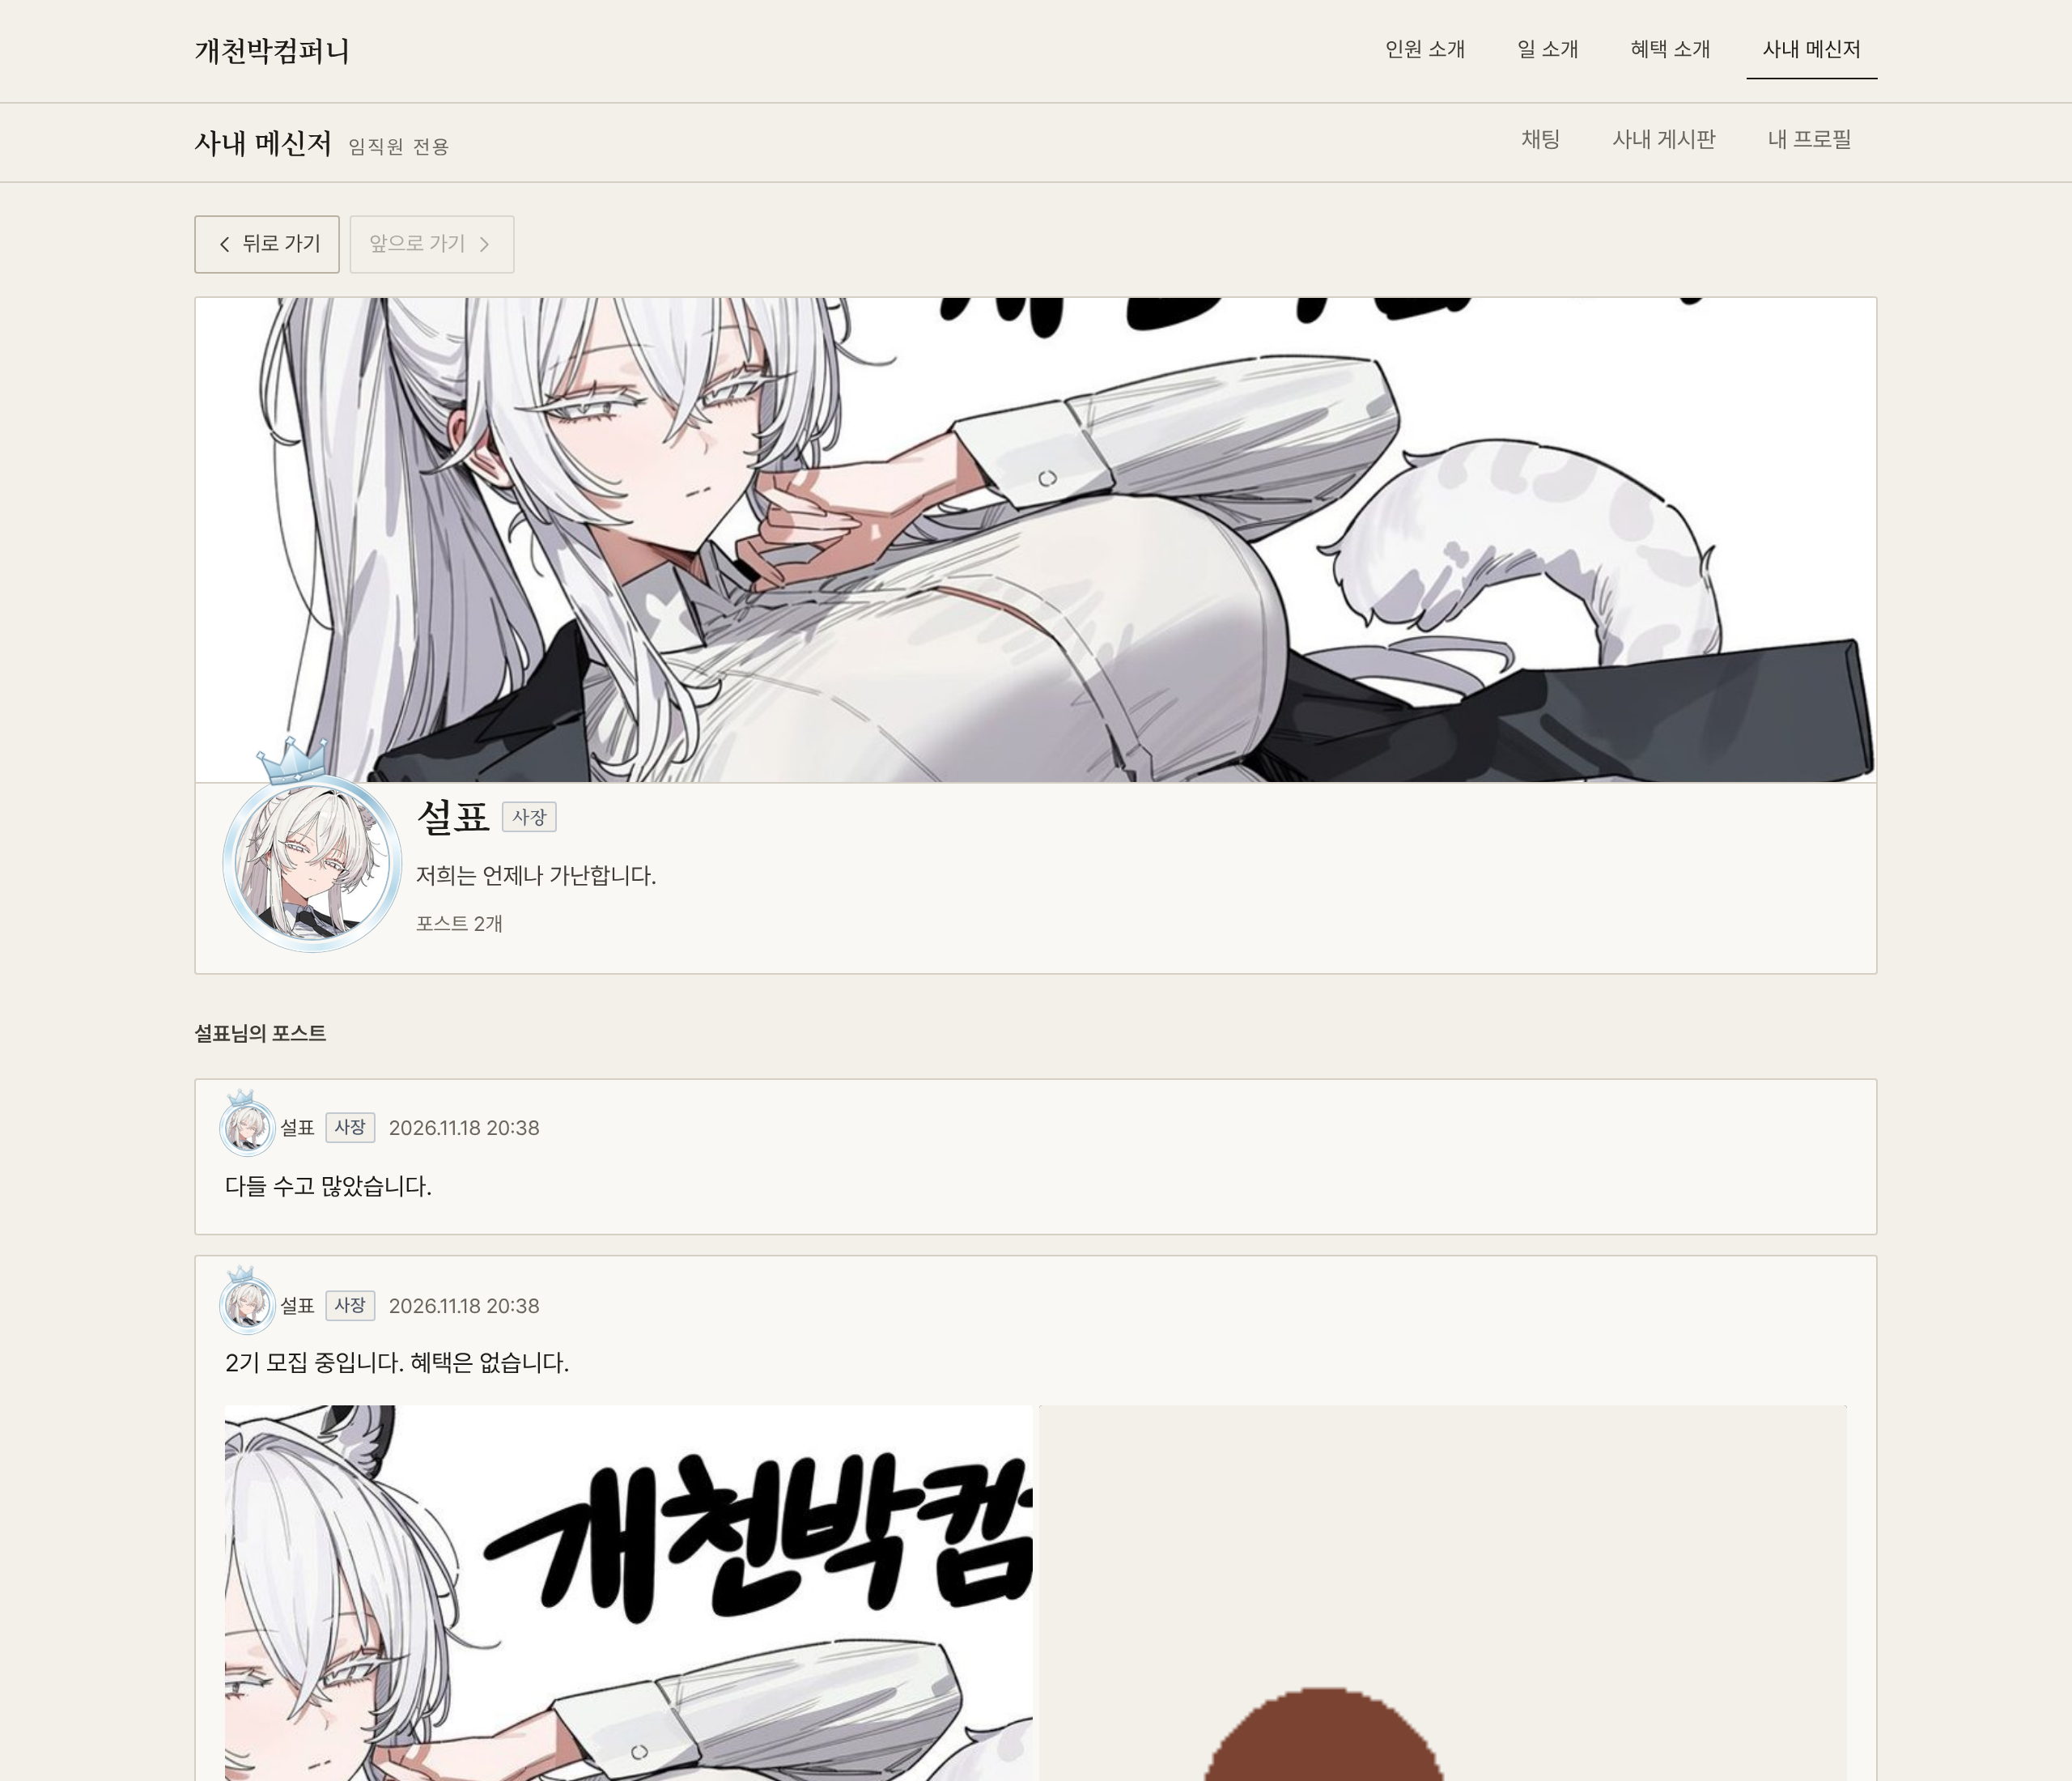 개천박컴퍼니
인원 소개 일 소개 혜택 소개 사내 메신저
사내 메신저 임직원 전용
채팅 사내 게시판 내 프로필
뒤로 가기 앞으로 가기
설표 사장
저희는 언제나 가난합니다.
포스트 2개
설표님의 포스트
설표 사장 2026.11.18 20:38
다들 수고 많았습니다.
설표 사장 2026.11.18 20:38
2기 모집 중입니다. 혜택은 없습니다.
개천박컴